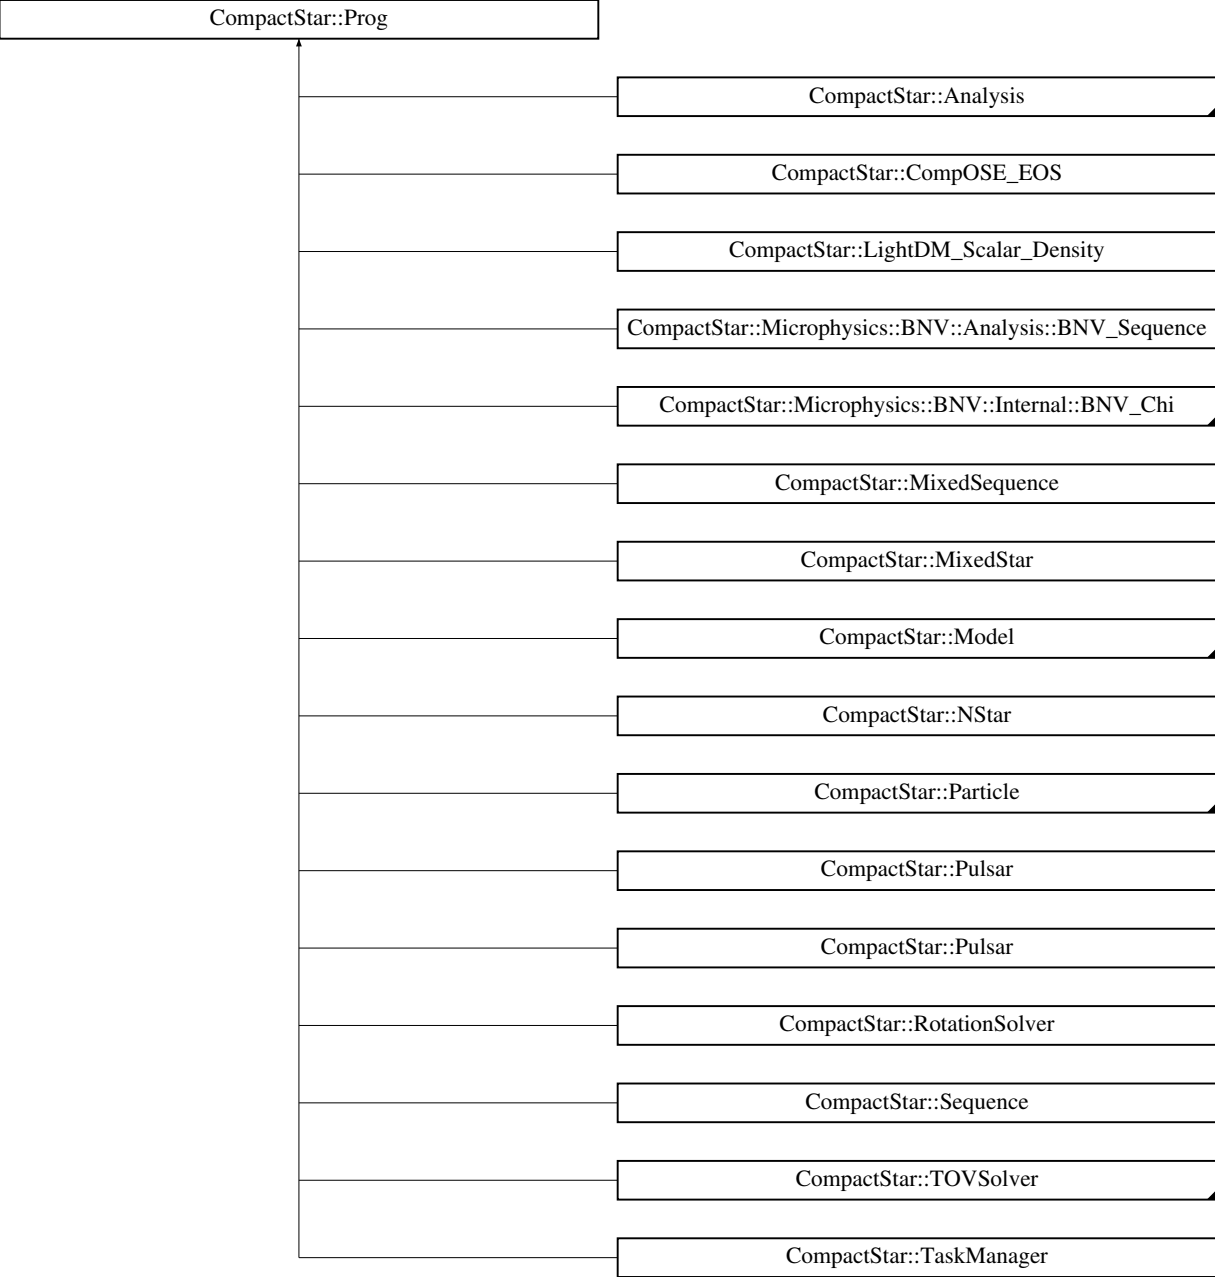 CompactStar::Prog
CompactStar::Analysis
CompactStar::CompOSE_EOS
CompactStar::LightDM_Scalar_Density
CompactStar::Microphysics::BNV::Analysis::BNV_Sequence
CompactStar::Microphysics::BNV::Internal::BNV_Chi
CompactStar::MixedSequence
CompactStar::MixedStar
CompactStar::Model
CompactStar::NStar
CompactStar::Particle
CompactStar::Pulsar
CompactStar::Pulsar
CompactStar::RotationSolver
CompactStar::Sequence
CompactStar::TOVSolver
CompactStar::TaskManager